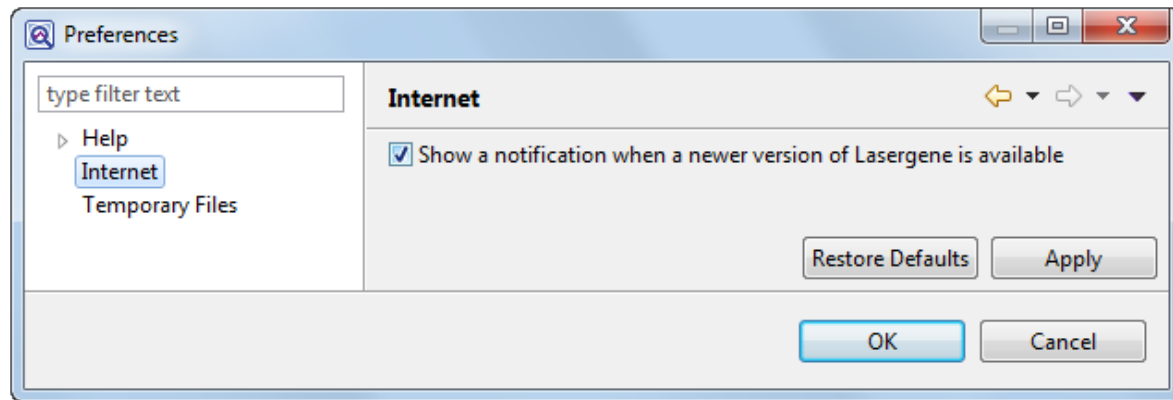 Preferences
type filter text
Help
Internet
Temporary Files
Internet
Show a notification when a newer version of Lasergene is available
Restore Defaults
Apply
OK
Cancel